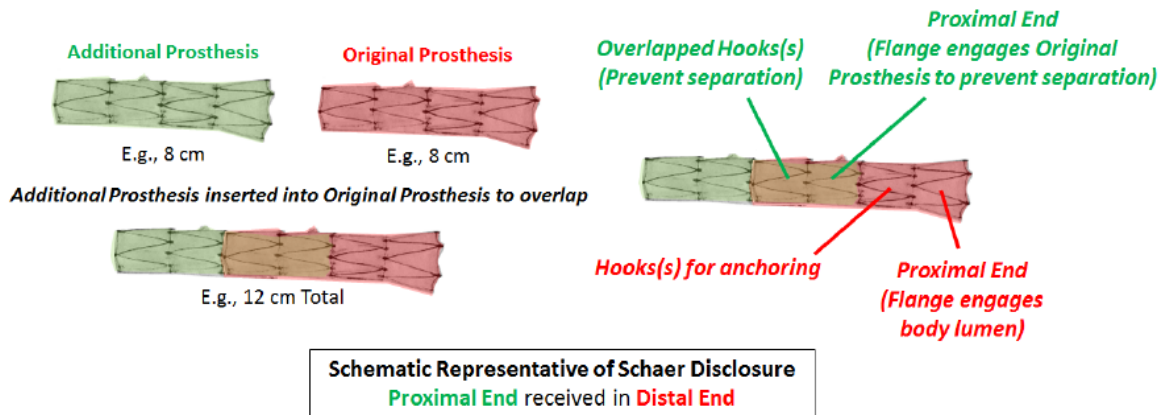 Additional Prosthesis
Original Prosthesis
E.g., 8 cm
E.g., 8 cm
Additional Prosthesis inserted into Original Prosthesis to overlap
E.g., 12 cm Total
Overlapped Hooks(s)
(Prevent separation)
Proximal End
(Flange engages Original
Prosthesis to prevent separation)
Hooks(s) for anchoring
Proximal End
(Flange engages
body lumen)
Schematic Representative of Schaer Disclosure
Proximal End received in Distal End